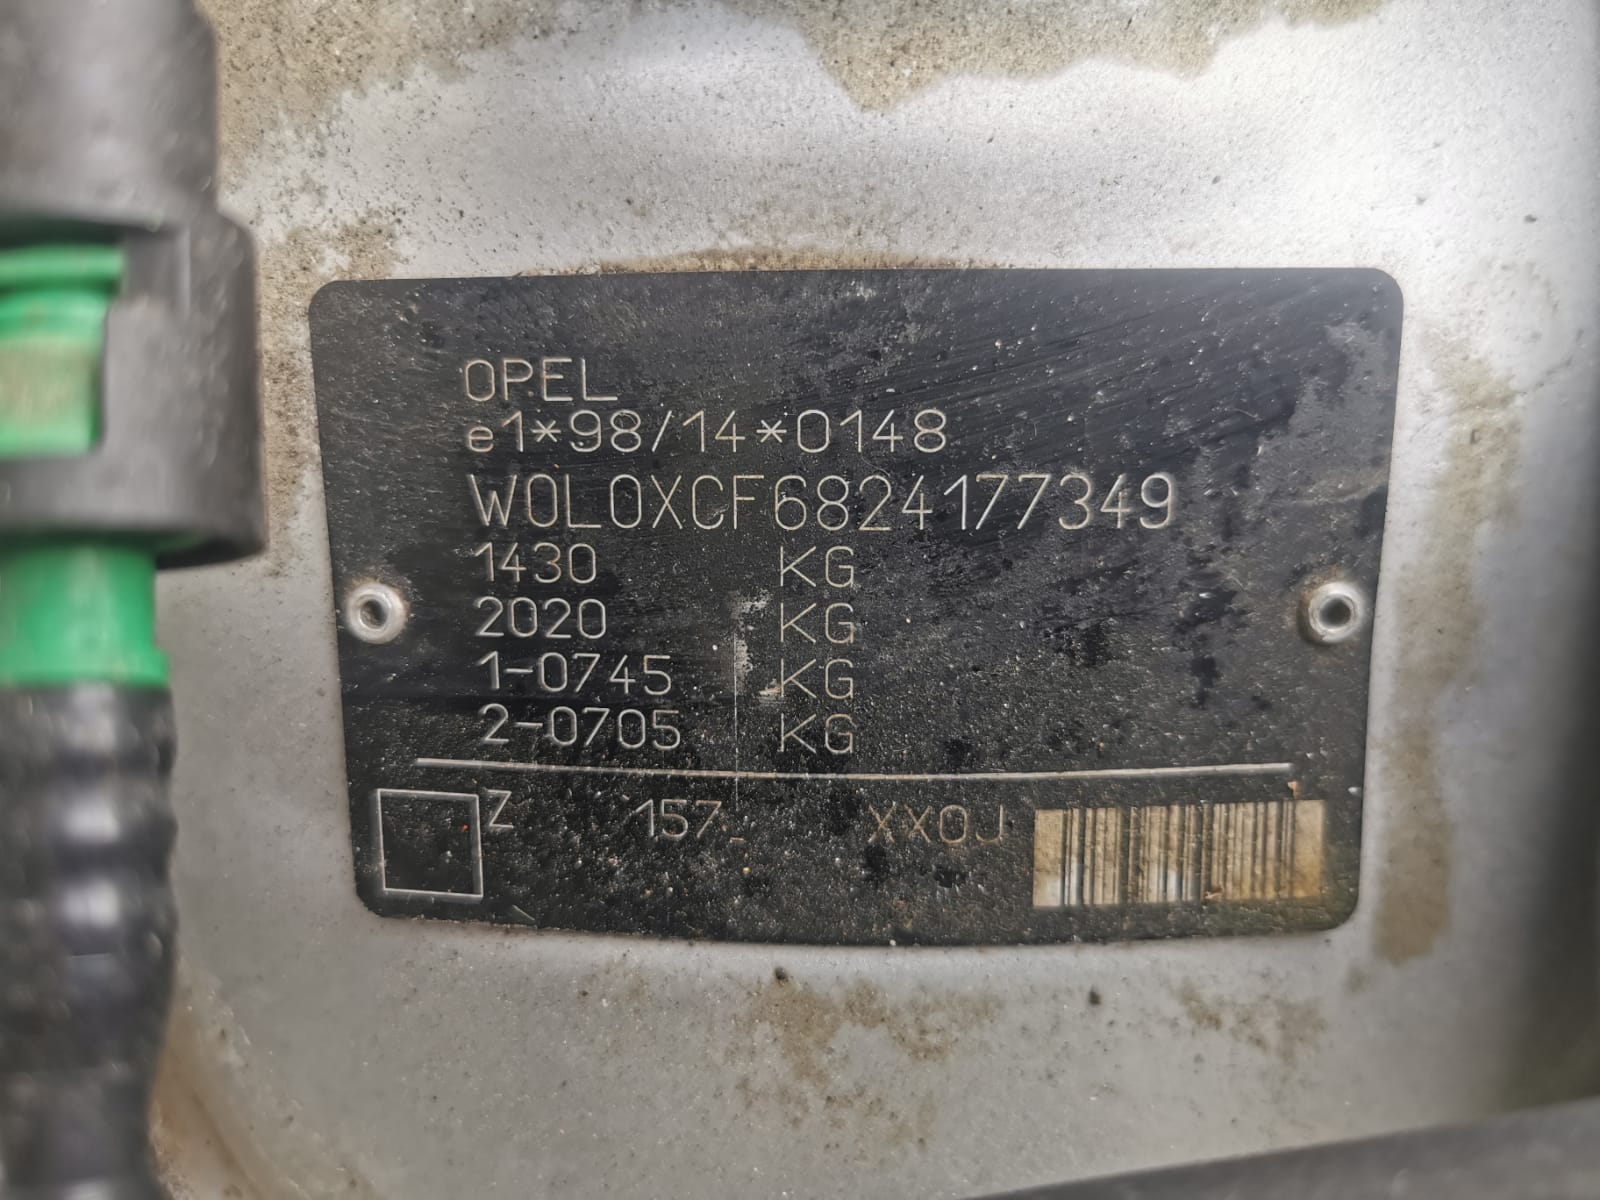 OPEL
e1*98/14*0148
W0L0XCF6824177349
1430 KG
2020 KG
1-0745 KG
2-0705 KG
Z 157 XX0J